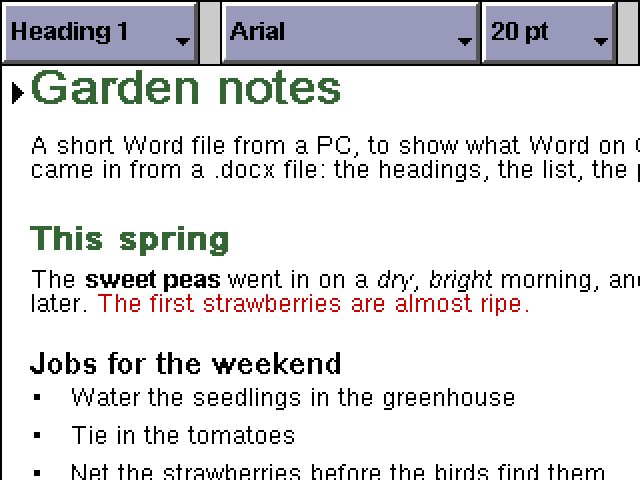 Heading 1
Arial
20 pt
Garden notes
A short Word file from a PC, to show what Word on
came in from a .docx file: the headings, the list, the
This spring
The sweet peas went in on a dry, bright morning, and
later. The first strawberries are almost ripe.
Jobs for the weekend
▪ Water the seedlings in the greenhouse
▪ Tie in the tomatoes
▪ Net the strawberries before the birds find them